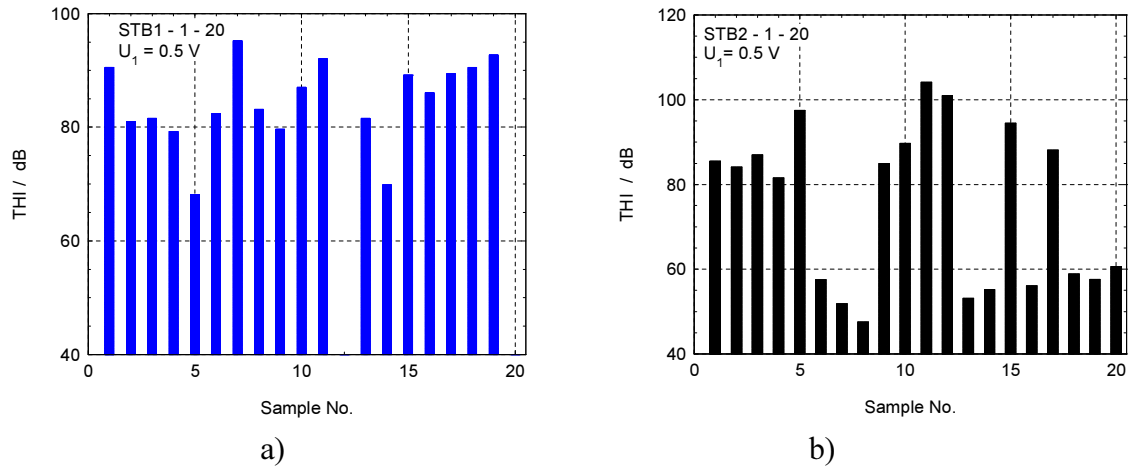 STB1 - 1 - 20
U₁ = 0.5 V
100
80
60
40
THI / dB
0
5
10
15
20
Sample No.
a)
STB2 - 1 - 20
U₁= 0.5 V
120
100
80
60
40
THI / dB
0
5
10
15
20
Sample No.
b)